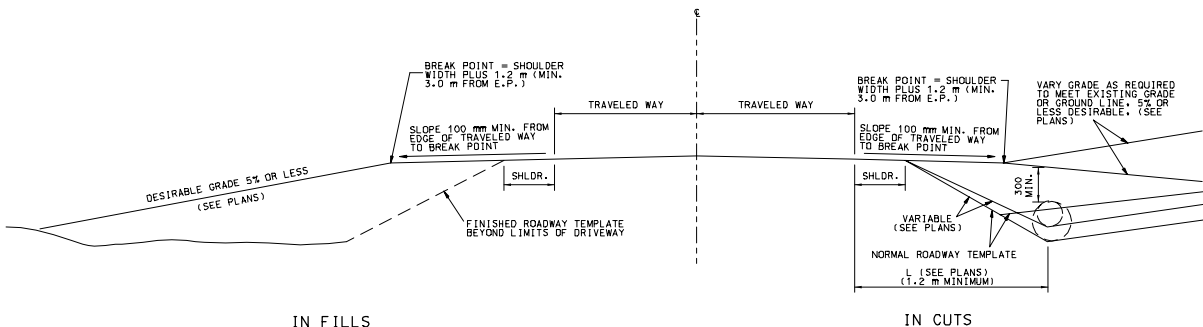 ℄
BREAK POINT = SHOULDER
WIDTH PLUS 1.2 m (MIN.
3.0 m FROM E.P.)
TRAVELED WAY
TRAVELED WAY
BREAK POINT = SHOULDER
WIDTH PLUS 1.2 m (MIN.
3.0 m FROM E.P.)
VARY GRADE AS REQUIRED
TO MEET EXISTING GRADE
OR GROUND LINE. 5% OR
LESS DESIRABLE. (SEE
PLANS)
SLOPE 100 mm MIN. FROM
EDGE OF TRAVELED WAY
TO BREAK POINT
SLOPE 100 mm MIN. FROM
EDGE OF TRAVELED WAY
TO BREAK POINT
DESIRABLE GRADE 5% OR LESS
(SEE PLANS)
SHLDR.
SHLDR.
300
MIN.
FINISHED ROADWAY TEMPLATE
BEYOND LIMITS OF DRIVEWAY
VARIABLE
(SEE PLANS)
NORMAL ROADWAY TEMPLATE
L (SEE PLANS)
(1.2 m MINIMUM)
IN FILLS
IN CUTS